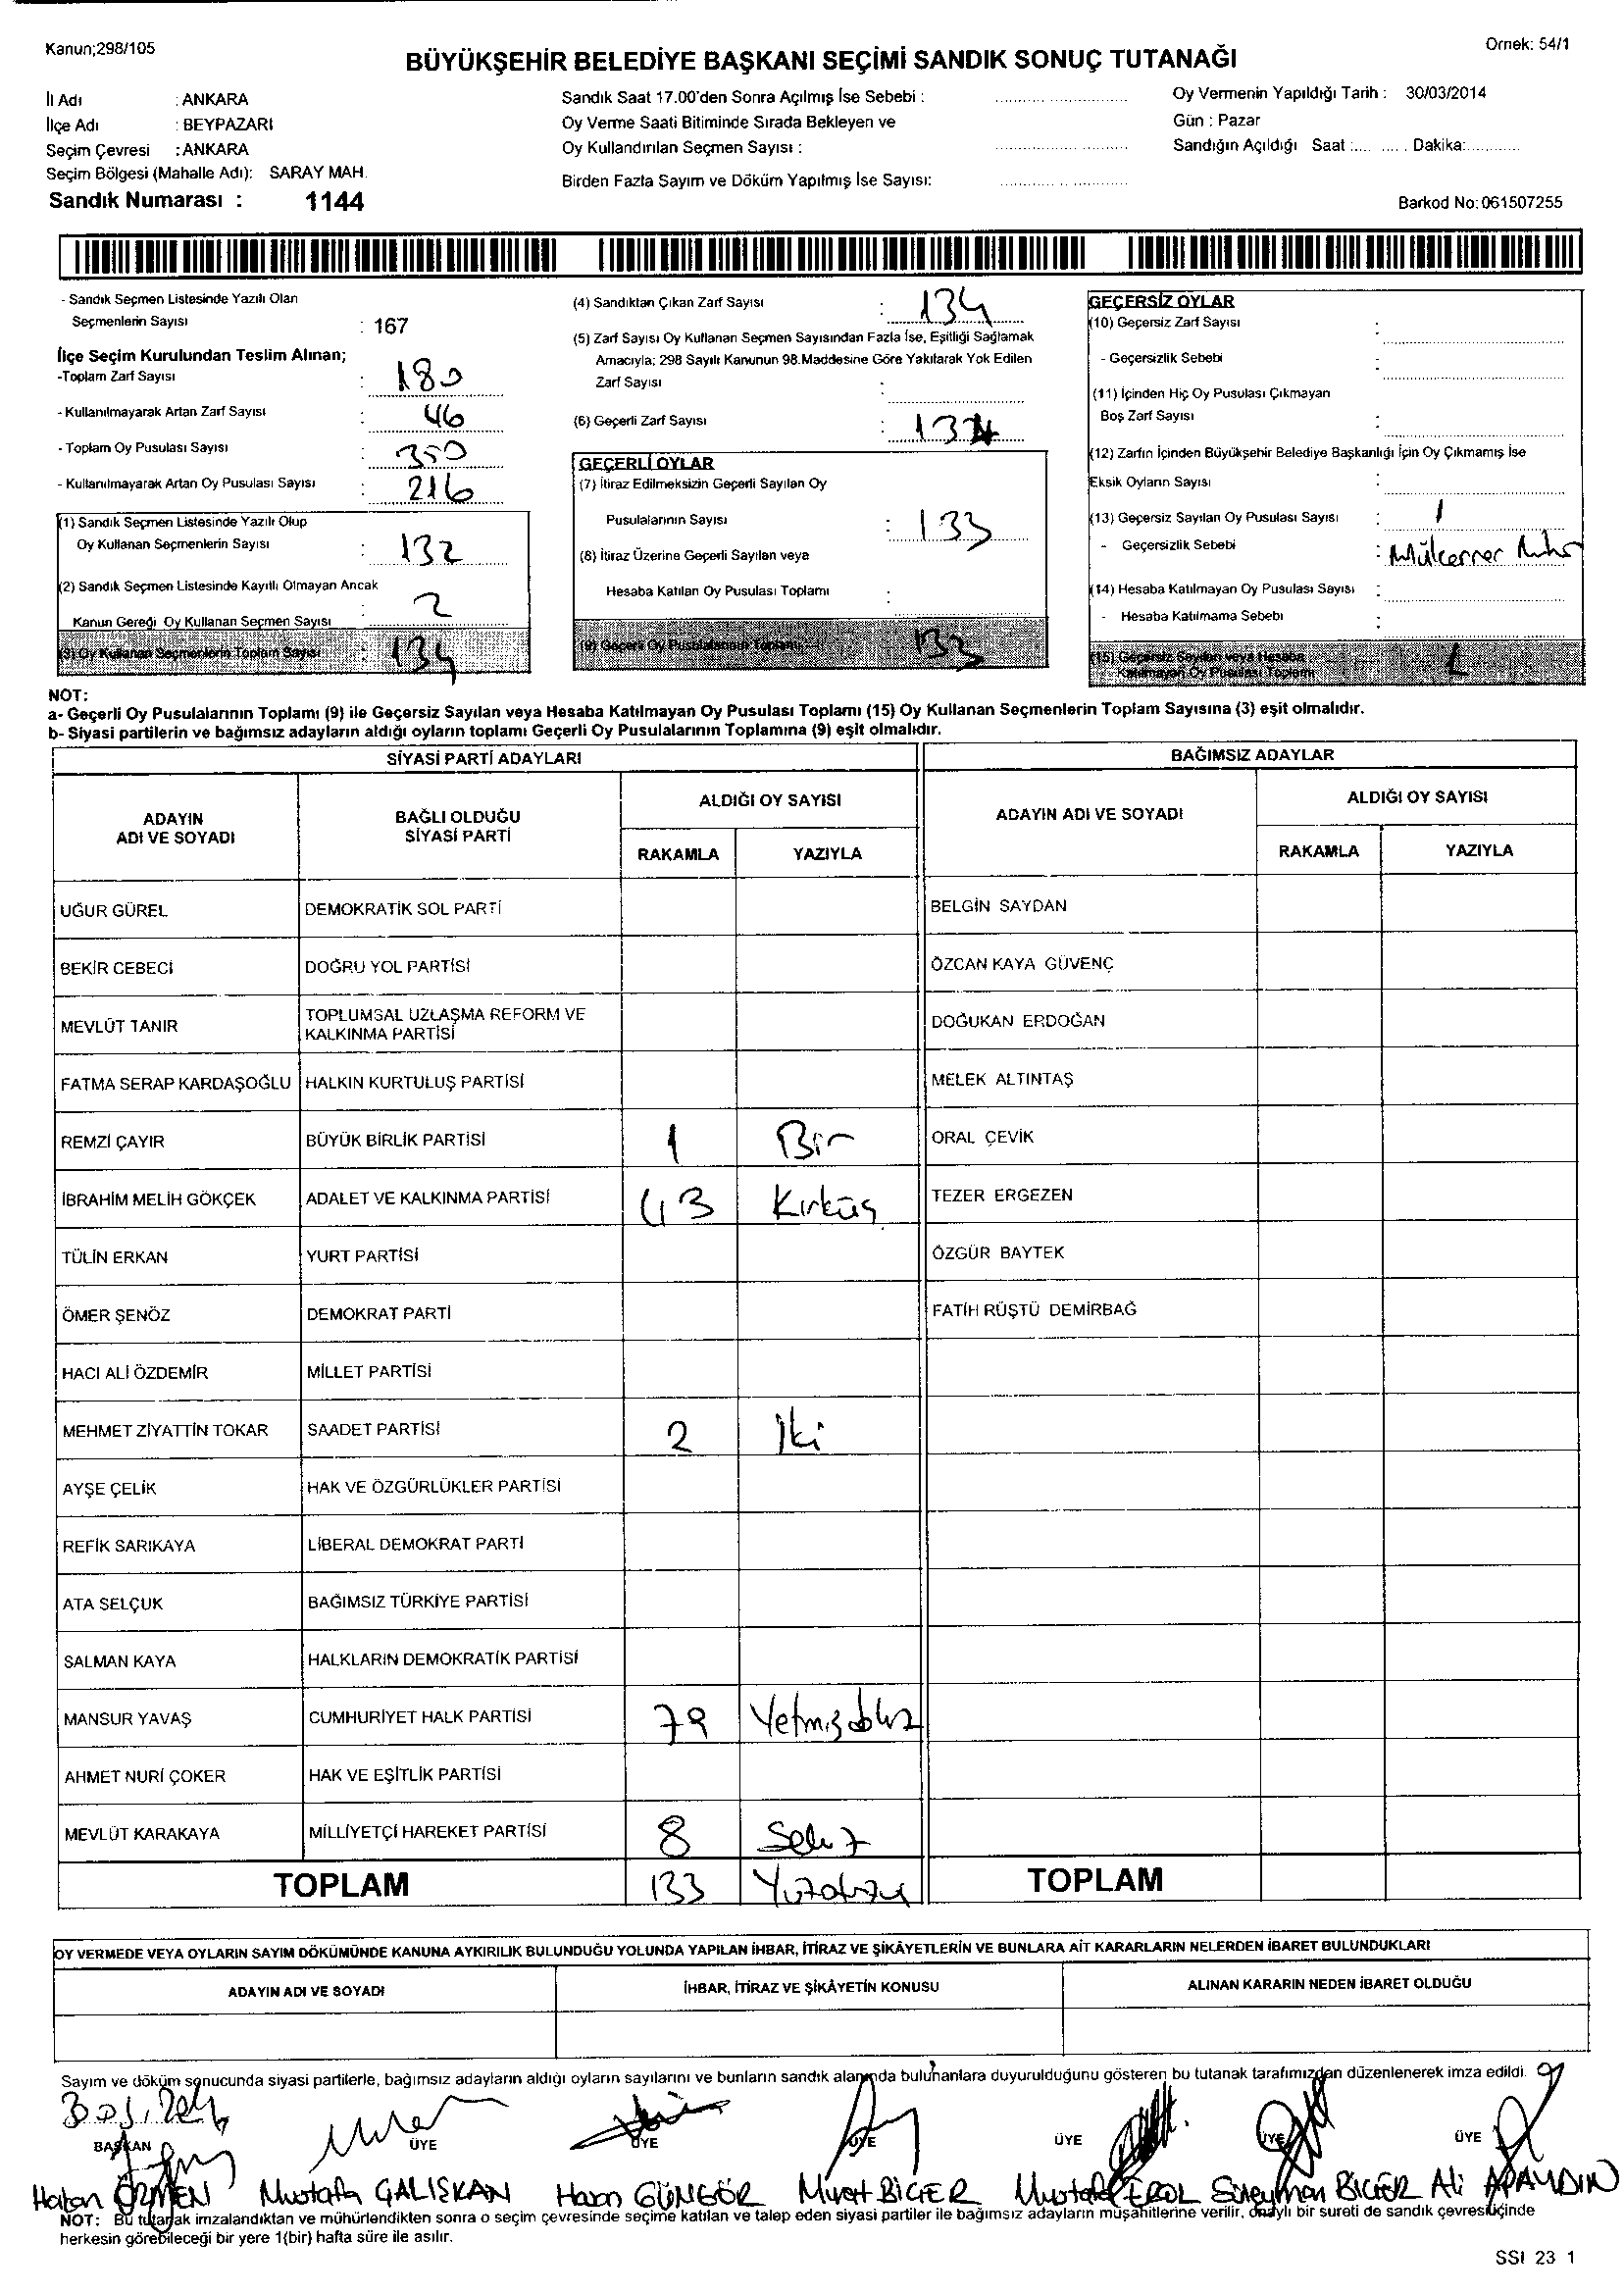 Kanun;298/105
Örnek: 54/1
BÜYÜKŞEHİR BELEDİYE BAŞKANI SEÇİMİ SANDIK SONUÇ TUTANAĞI
İl Adı : ANKARA
İlçe Adı : BEYPAZARI
Seçim Çevresi : ANKARA
Seçim Bölgesi (Mahalle Adı): SARAY MAH.
Sandık Numarası : 1144
Sandık Saat 17.00'den Sonra Açılmış İse Sebebi :
Oy Verme Saati Bitiminde Sırada Bekleyen ve
Oy Kullandırılan Seçmen Sayısı :
Birden Fazla Sayım ve Döküm Yapılmış İse Sayısı:
Oy Vermenin Yapıldığı Tarih : 30/03/2014
Gün : Pazar
Sandığın Açıldığı Saat :.... ..... . Dakika:............
Barkod No:061507255
- Sandık Seçmen Listesinde Yazılı Olan
Seçmenlerin Sayısı : 167
İlçe Seçim Kurulundan Teslim Alınan;
-Toplam Zarf Sayısı : 180
- Kullanılmayarak Artan Zarf Sayısı : 46
- Toplam Oy Pusulası Sayısı : 350
- Kullanılmayarak Artan Oy Pusulası Sayısı : 216
(1) Sandık Seçmen Listesinde Yazılı Olup
Oy Kullanan Seçmenlerin Sayısı : 132
(2) Sandık Seçmen Listesinde Kayıtlı Olmayan Ancak
Kanun Gereği Oy Kullanan Seçmen Sayısı : 2
(3) Oy Kullanan Seçmenlerin Toplam Sayısı : 134
(4) Sandıktan Çıkan Zarf Sayısı : 134
(5) Zarf Sayısı Oy Kullanan Seçmen Sayısından Fazla İse, Eşitliği Sağlamak
Amacıyla; 298 Sayılı Kanunun 98.Maddesine Göre Yakılarak Yok Edilen
Zarf Sayısı :
(6) Geçerli Zarf Sayısı : 134
GEÇERLİ OYLAR
(7) İtiraz Edilmeksizin Geçerli Sayılan Oy
Pusulalarının Sayısı : 133
(8) İtiraz Üzerine Geçerli Sayılan veya
Hesaba Katılan Oy Pusulası Toplamı :
(9) Geçerli Oy Pusulalarının Toplamı : 133
GEÇERSİZ OYLAR
(10) Geçersiz Zarf Sayısı :
- Geçersizlik Sebebi :
(11) İçinden Hiç Oy Pusulası Çıkmayan
Boş Zarf Sayısı :
(12) Zarfın İçinden Büyükşehir Belediye Başkanlığı İçin Oy Çıkmamış İse
Eksik Oyların Sayısı :
(13) Geçersiz Sayılan Oy Pusulası Sayısı : 1
- Geçersizlik Sebebi : Mükerrer
(14) Hesaba Katılmayan Oy Pusulası Sayısı :
- Hesaba Katılmama Sebebi :
(15) Geçersiz Sayılan veya Hesaba
Katılmayan Oy Pusulası Toplamı : 1
NOT:
a- Geçerli Oy Pusulalarının Toplamı (9) ile Geçersiz Sayılan veya Hesaba Katılmayan Oy Pusulası Toplamı (15) Oy Kullanan Seçmenlerin Toplam Sayısına (3) eşit olmalıdır.
b- Siyasi partilerin ve bağımsız adayların aldığı oyların toplamı Geçerli Oy Pusulalarının Toplamına (9) eşit olmalıdır.
SİYASİ PARTİ ADAYLARI
ADAYIN ADI VE SOYADI
BAĞLI OLDUĞU SİYASİ PARTİ
ALDIĞI OY SAYISI
RAKAMLA YAZIYLA
UĞUR GÜREL DEMOKRATİK SOL PARTİ
BEKİR CEBECİ DOĞRU YOL PARTİSİ
MEVLÜT TANIR TOPLUMSAL UZLAŞMA REFORM VE
KALKINMA PARTİSİ
FATMA SERAP KARDAŞOĞLU HALKIN KURTULUŞ PARTİSİ
REMZİ ÇAYIR BÜYÜK BİRLİK PARTİSİ 1 Bir
İBRAHİM MELİH GÖKÇEK ADALET VE KALKINMA PARTİSİ 43 Kırküç
TÜLİN ERKAN YURT PARTİSİ
ÖMER ŞENÖZ DEMOKRAT PARTİ
HACI ALİ ÖZDEMİR MİLLET PARTİSİ
MEHMET ZİYATTİN TOKAR SAADET PARTİSİ 2 İki
AYŞE ÇELİK HAK VE ÖZGÜRLÜKLER PARTİSİ
REFİK SARIKAYA LİBERAL DEMOKRAT PARTİ
ATA SELÇUK BAĞIMSIZ TÜRKİYE PARTİSİ
SALMAN KAYA HALKLARIN DEMOKRATİK PARTİSİ
MANSUR YAVAŞ CUMHURİYET HALK PARTİSİ 79 Yetmişdokuz
AHMET NURİ ÇOKER HAK VE EŞİTLİK PARTİSİ
MEVLÜT KARAKAYA MİLLİYETÇİ HAREKET PARTİSİ 8 Sekiz
TOPLAM 133
BAĞIMSIZ ADAYLAR
ADAYIN ADI VE SOYADI
ALDIĞI OY SAYISI
RAKAMLA YAZIYLA
BELGİN SAYDAN
ÖZCAN KAYA GÜVENÇ
DOĞUKAN ERDOĞAN
MELEK ALTINTAŞ
ORAL ÇEVİK
TEZER ERGEZEN
ÖZGÜR BAYTEK
FATİH RÜŞTÜ DEMİRBAĞ
TOPLAM
OY VERMEDE VEYA OYLARIN SAYIM DÖKÜMÜNDE KANUNA AYKIRILIK BULUNDUĞU YOLUNDA YAPILAN İHBAR, İTİRAZ VE ŞİKÂYETLERİN VE BUNLARA AİT KARARLARIN NELERDEN İBARET BULUNDUKLARI
ADAYIN ADI VE SOYADI İHBAR, İTİRAZ VE ŞİKÂYETİN KONUSU ALINAN KARARIN NEDEN İBARET OLDUĞU
Sayım ve döküm sonucunda siyasi partilerle, bağımsız adayların aldığı oyların sayılarını ve bunların sandık alanında bulunanlara duyurulduğunu gösteren bu tutanak tarafımızdan düzenlenerek imza edildi.
BAŞKAN ÜYE ÜYE ÜYE ÜYE ÜYE ÜYE
Hakan ÖZMEN Mustafa ÇALIŞKAN Hasan GÜNGÖR Murat BİÇER Mustafa EROL Süleyman BİÇER Ali APAYDIN
NOT: Bu tutanak imzalandıktan ve mühürlendikten sonra o seçim çevresinde seçime katılan ve talep eden siyasi partiler ile bağımsız adayların müşahitlerine verilir, onaylı bir sureti de sandık çevresi içinde
herkesin görebileceği bir yere 1(bir) hafta süre ile asılır.
SSI 23 1